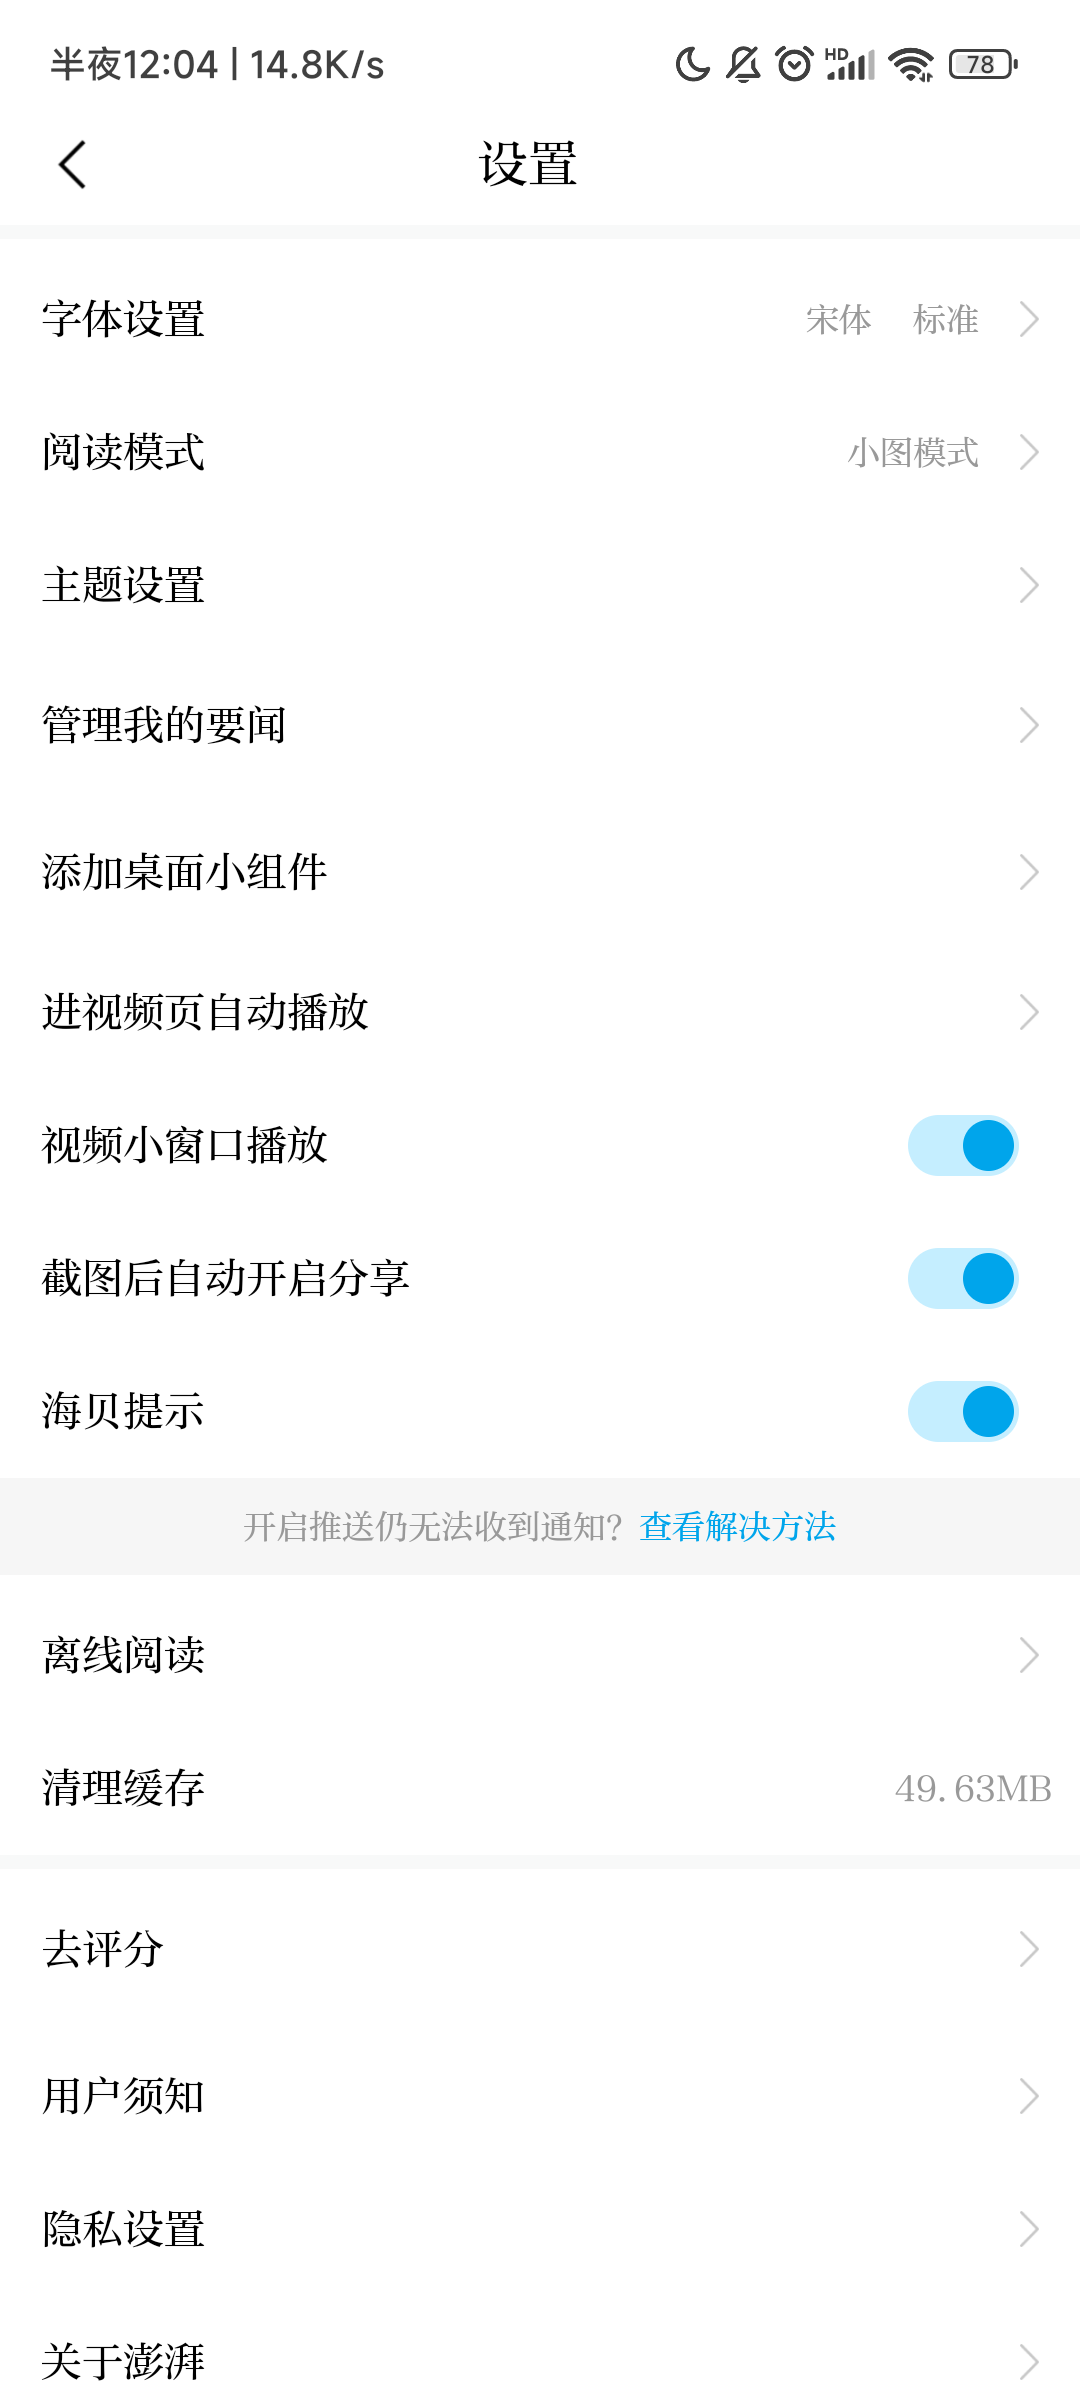 半夜12:04 | 14.8K/s HD 78
设置
字体设置 宋体 标准
阅读模式 小图模式
主题设置
管理我的要闻
添加桌面小组件
进视频页自动播放
视频小窗口播放
截图后自动开启分享
海贝提示
开启推送仍无法收到通知？查看解决方法
离线阅读
清理缓存 49.63MB
去评分
用户须知
隐私设置
关于澎湃